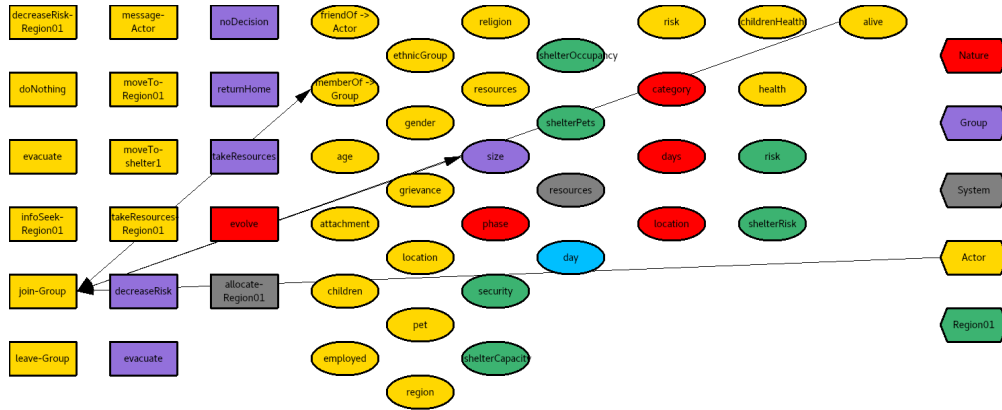 decreaseRisk-
Region01
message-
Actor
noDecision
friendOf ->
Actor
religion
risk
childrenHealth
alive
ethnicGroup
shelterOccupancy
Nature
doNothing
moveTo-
Region01
returnHome
memberOf ->
Group
resources
category
health
gender
shelterPets
Group
evacuate
moveTo-
shelter1
takeResources
age
size
days
risk
grievance
resources
System
infoSeek-
Region01
takeResources-
Region01
evolve
attachment
phase
location
shelterRisk
location
day
Actor
join-Group
decreaseRisk
allocate-
Region01
children
security
pet
Region01
leave-Group
evacuate
employed
shelterCapacity
region